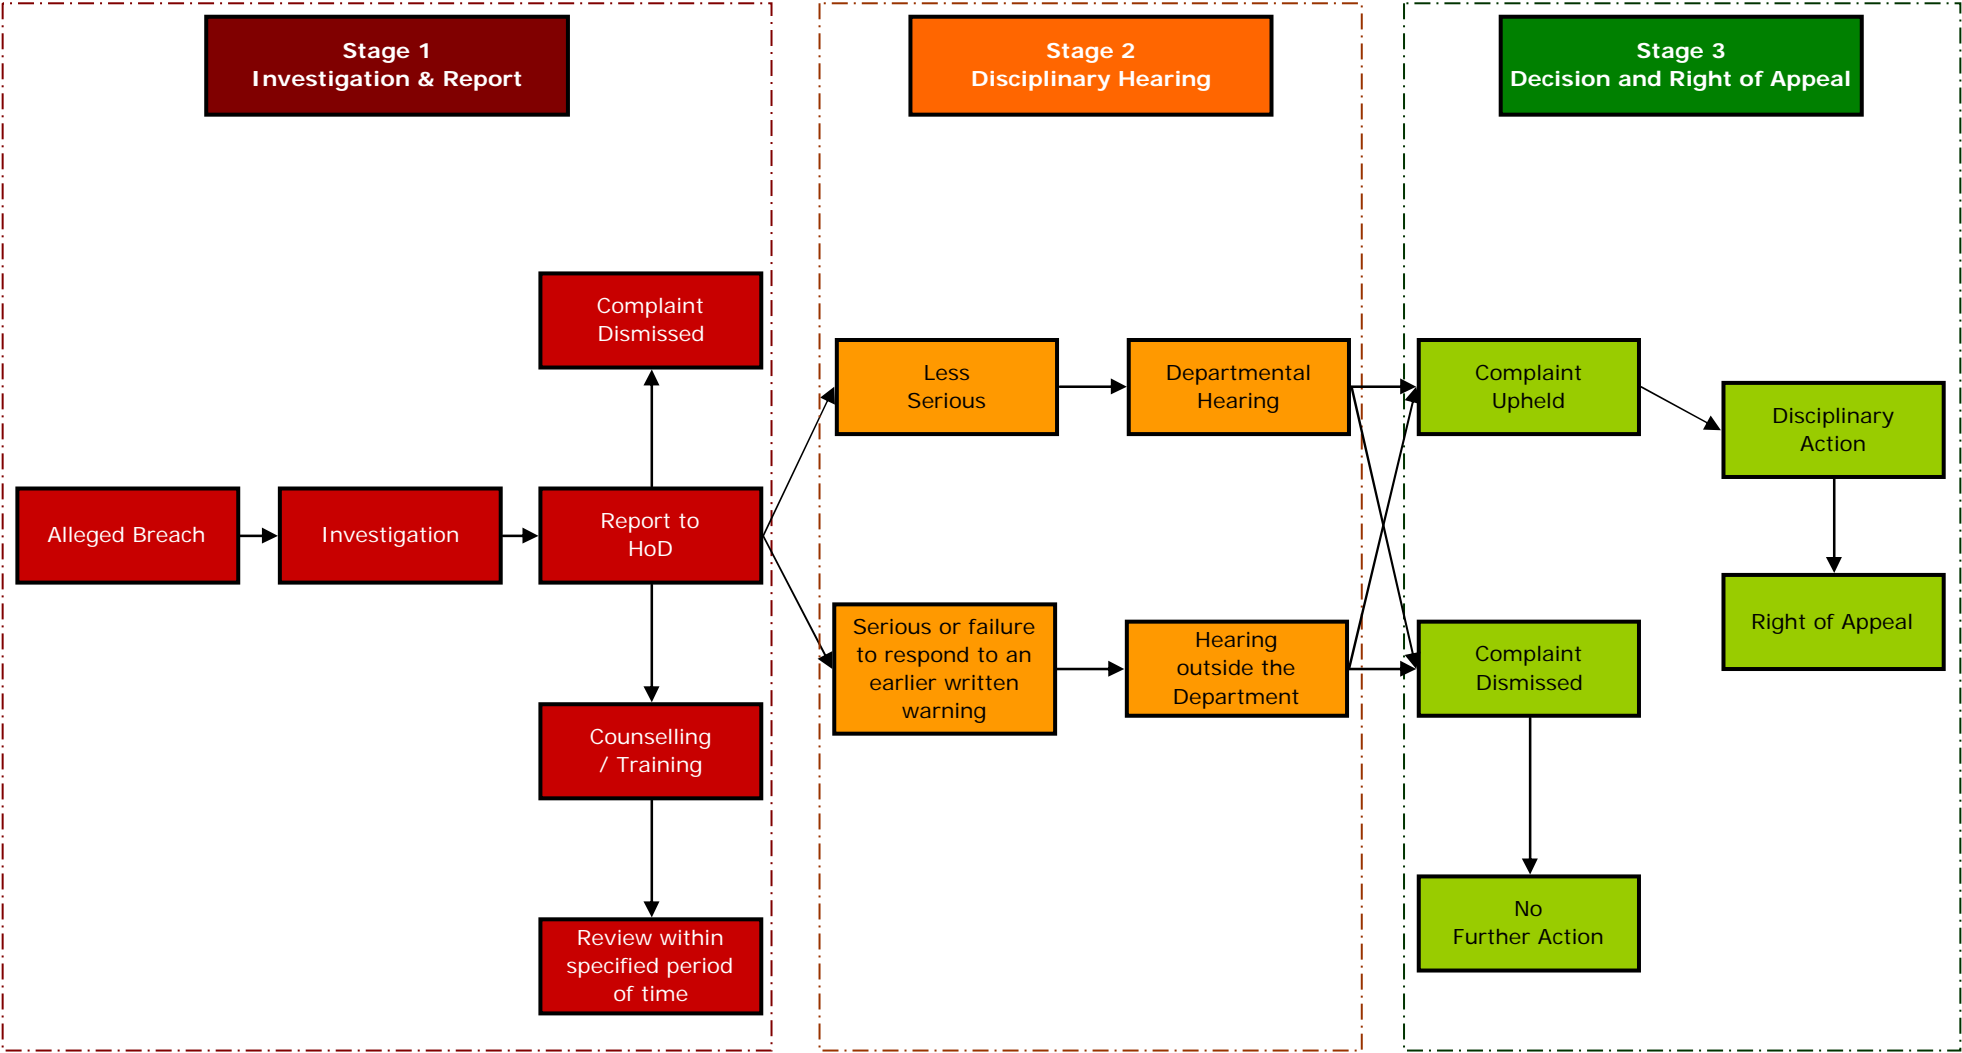 Stage 1
Investigation & Report
Stage 2
Disciplinary Hearing
Stage 3
Decision and Right of Appeal
Complaint
Dismissed
Alleged Breach
Investigation
Report to
HoD
Counselling
/ Training
Review within
specified period
of time
Less
Serious
Departmental
Hearing
Serious or failure
to respond to an
earlier written
warning
Hearing
outside the
Department
Complaint
Upheld
Disciplinary
Action
Right of Appeal
Complaint
Dismissed
No
Further Action